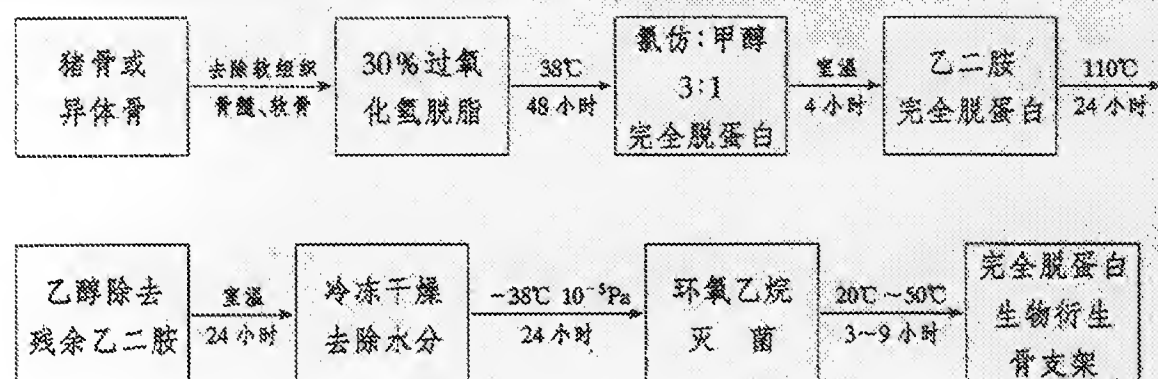 猪骨或
异体骨
去除软组织
骨髓、软骨
30%过氧
化氢脱脂
38℃
48小时
氯仿:甲醇
3:1
完全脱蛋白
室温
4小时
乙二胺
完全脱蛋白
110℃
24小时
乙醇除去
残余乙二胺
室温
24小时
冷冻干燥
去除水分
-38℃ 10⁻⁵Pa
24小时
环氧乙烷
灭 菌
20℃~50℃
3~9小时
完全脱蛋白
生物衍生
骨支架